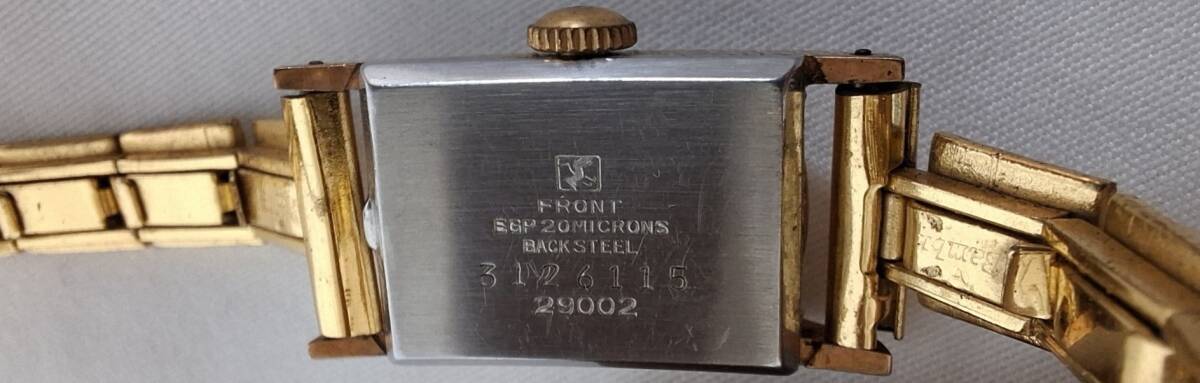 FRONT
EGP 20 MICRONS
BACK STEEL
3126115
29002